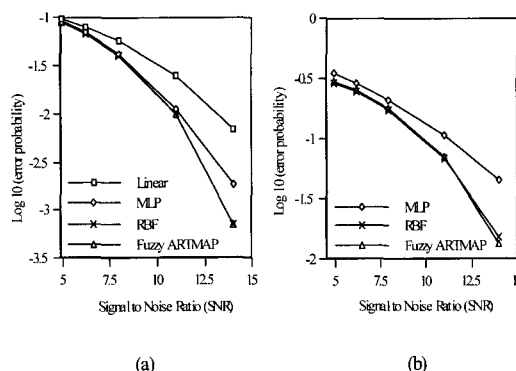 -1
-1.5
-2
-2.5
-3
-3.5
Log 10 (error probability)
Linear
MLP
RBF
Fuzzy ARTMAP
5
7.5
10
12.5
15
Signal to Noise Ratio (SNR)
(a)
-0
-0.5
-1
-1.5
-2
Log 10 (error probability)
MLP
RBF
Fuzzy ARTMAP
5
7.5
10
12.5
15
Signal to Noise Ratio (SNR)
(b)